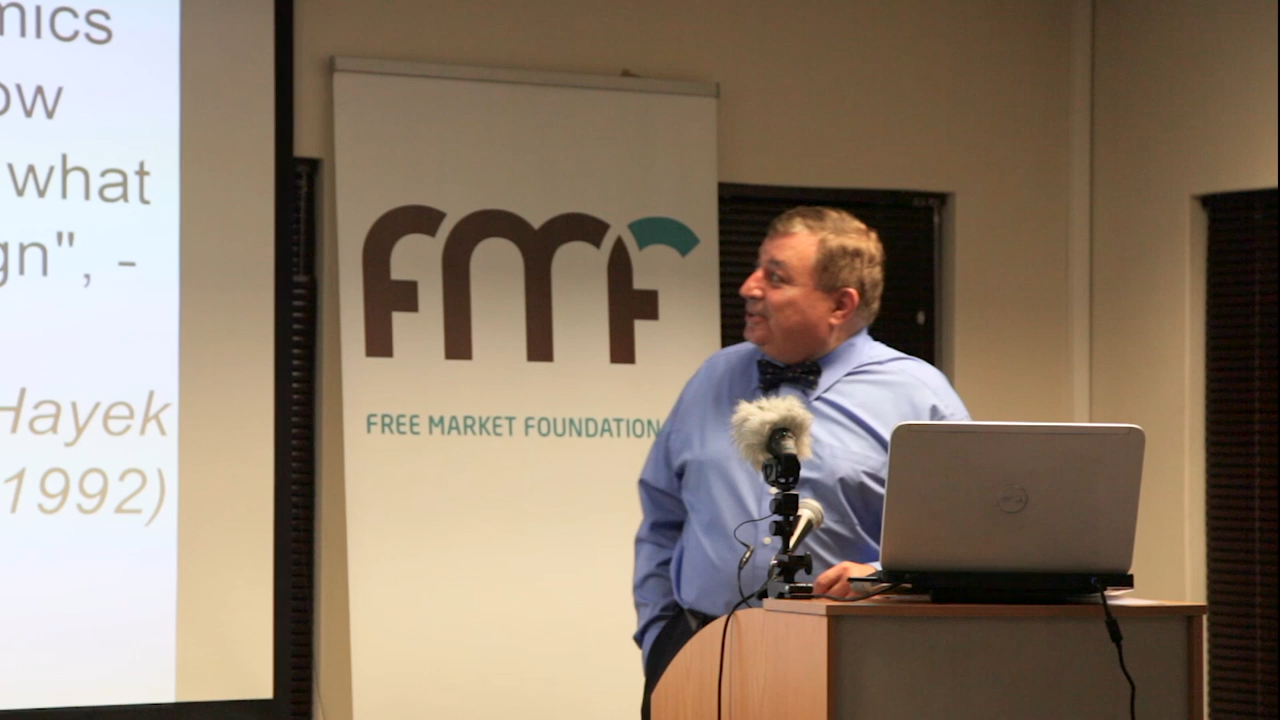 mics
ow
what
gn", -
Hayek
1992)
fmf
FREE MARKET FOUNDATION
DELL